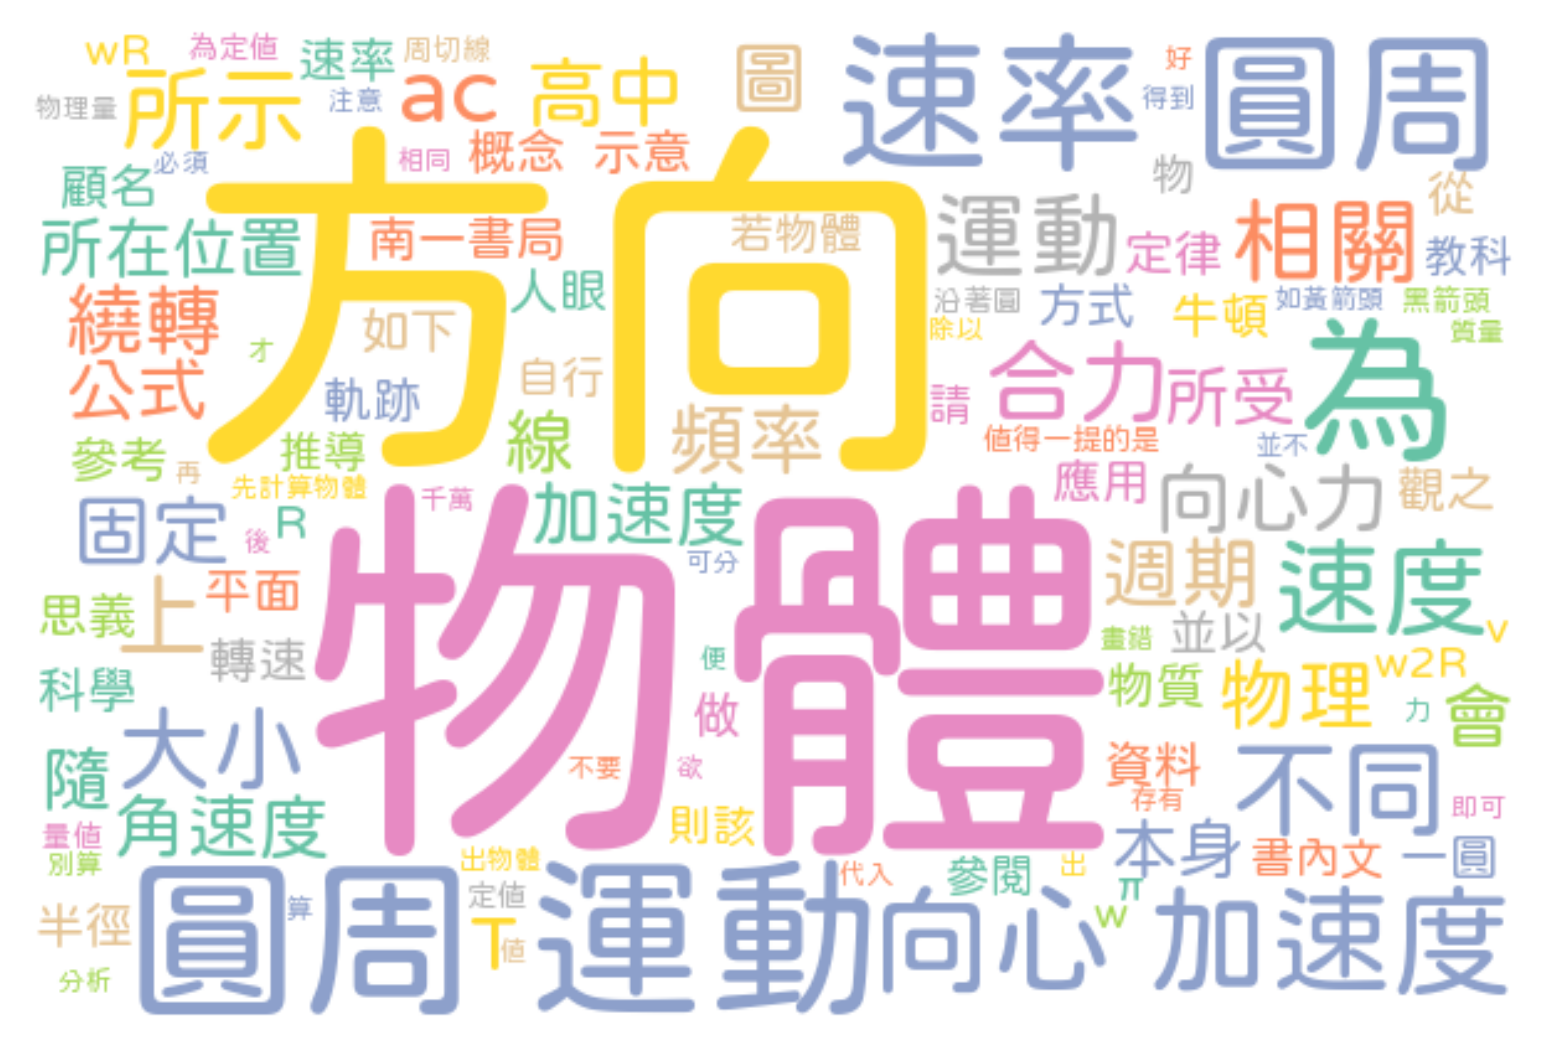 wR
為定值
速率
周切線
所示
ac
高中
圖
速率
好
圓周
物理量
注意
得到
必須
相同
概念
示意
物
顧名
方向
從
所在位置
南一書局
若物體
運動
定律
相關
教科
人眼
繞轉
沿著圓
方式
牛頓
如黃箭頭
黑箭頭
如下
除以
質量
才
為
公式
軌跡
自行
請
合力
所受
線
頻率
參考
再
推導
值得一提的是
並不
先計算物體
千萬
應用
向心力
觀之
固定
後
R
物體
加速度
可分
週期
速度
思義
上
平面
轉速
便
畫錯
並以
v
科學
做
物質
物理
w2R
力
會
大小
不要
欲
資料
存有
不同
即可
隨
角速度
量值
別算
則該
本身
書內文
一圓
出物體
代入
參閱
出
π
半徑
圓周運動
算
定值
T
值
向心加速度
w
分析